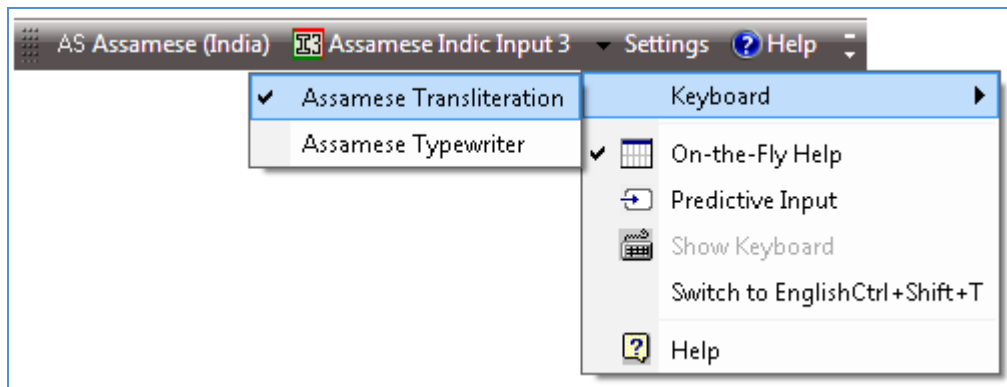 AS Assamese (India) Assamese Indic Input 3 Settings Help
Assamese Transliteration
Assamese Typewriter
Keyboard
On-the-Fly Help
Predictive Input
Show Keyboard
Switch to EnglishCtrl+Shift+T
Help